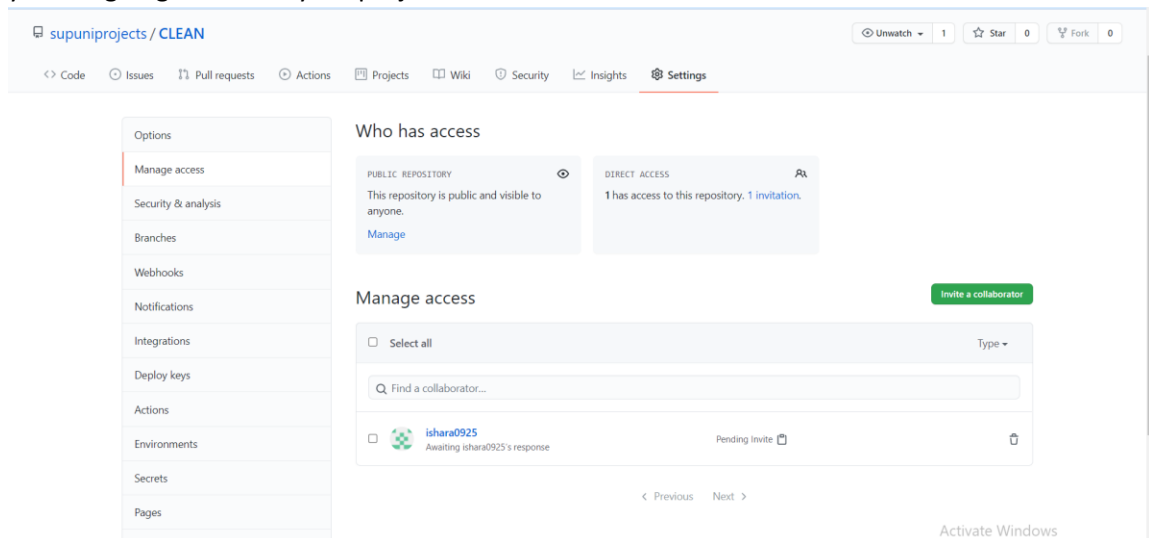 supuniprojects / CLEAN
Unwatch 1 Star 0 Fork 0
Code Issues Pull requests Actions Projects Wiki Security Insights Settings
Options
Manage access
Security & analysis
Branches
Webhooks
Notifications
Integrations
Deploy keys
Actions
Environments
Secrets
Pages
Who has access
PUBLIC REPOSITORY
This repository is public and visible to
anyone.
Manage
DIRECT ACCESS
1 has access to this repository. 1 invitation.
Manage access
Invite a collaborator
Select all
Type
Find a collaborator...
ishara0925
Awaiting ishara0925's response
Pending Invite
Previous Next
Activate Windows